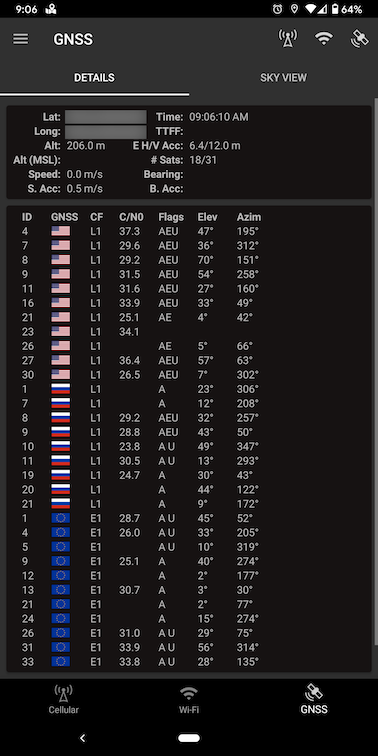 9:06 64%
GNSS
DETAILS SKY VIEW
Lat: Time: 09:06:10 AM
Long: TTFF:
Alt: 206.0 m E H/V Acc: 6.4/12.0 m
Alt (MSL): # Sats: 18/31
Speed: 0.0 m/s Bearing:
S. Acc: 0.5 m/s B. Acc:
ID GNSS CF C/N0 Flags Elev Azim
4 L1 37.3 AEU 47° 195°
7 L1 29.6 AEU 36° 312°
8 L1 29.2 AEU 70° 151°
9 L1 31.5 AEU 54° 258°
11 L1 31.6 AEU 27° 160°
16 L1 33.9 AEU 33° 49°
21 L1 25.1 AE 4° 42°
23 L1 34.1
26 L1 AE 5° 66°
27 L1 36.4 AEU 57° 63°
30 L1 26.5 AEU 7° 302°
1 L1 A 23° 306°
7 L1 A 12° 208°
8 L1 29.2 AEU 32° 257°
9 L1 28.8 AEU 43° 50°
10 L1 23.8 A U 49° 347°
11 L1 30.5 A U 13° 293°
19 L1 24.7 A 30° 43°
20 L1 A 44° 122°
21 L1 A 9° 172°
1 E1 28.7 A U 45° 52°
4 E1 26.0 A U 33° 205°
5 E1 A U 10° 319°
9 E1 25.1 A 40° 274°
12 E1 A 2° 177°
13 E1 30.7 A 3° 30°
21 E1 A 2° 77°
24 E1 A 15° 274°
26 E1 31.0 A U 29° 75°
31 E1 33.9 A U 56° 314°
33 E1 33.8 A U 28° 135°
Cellular Wi-Fi GNSS